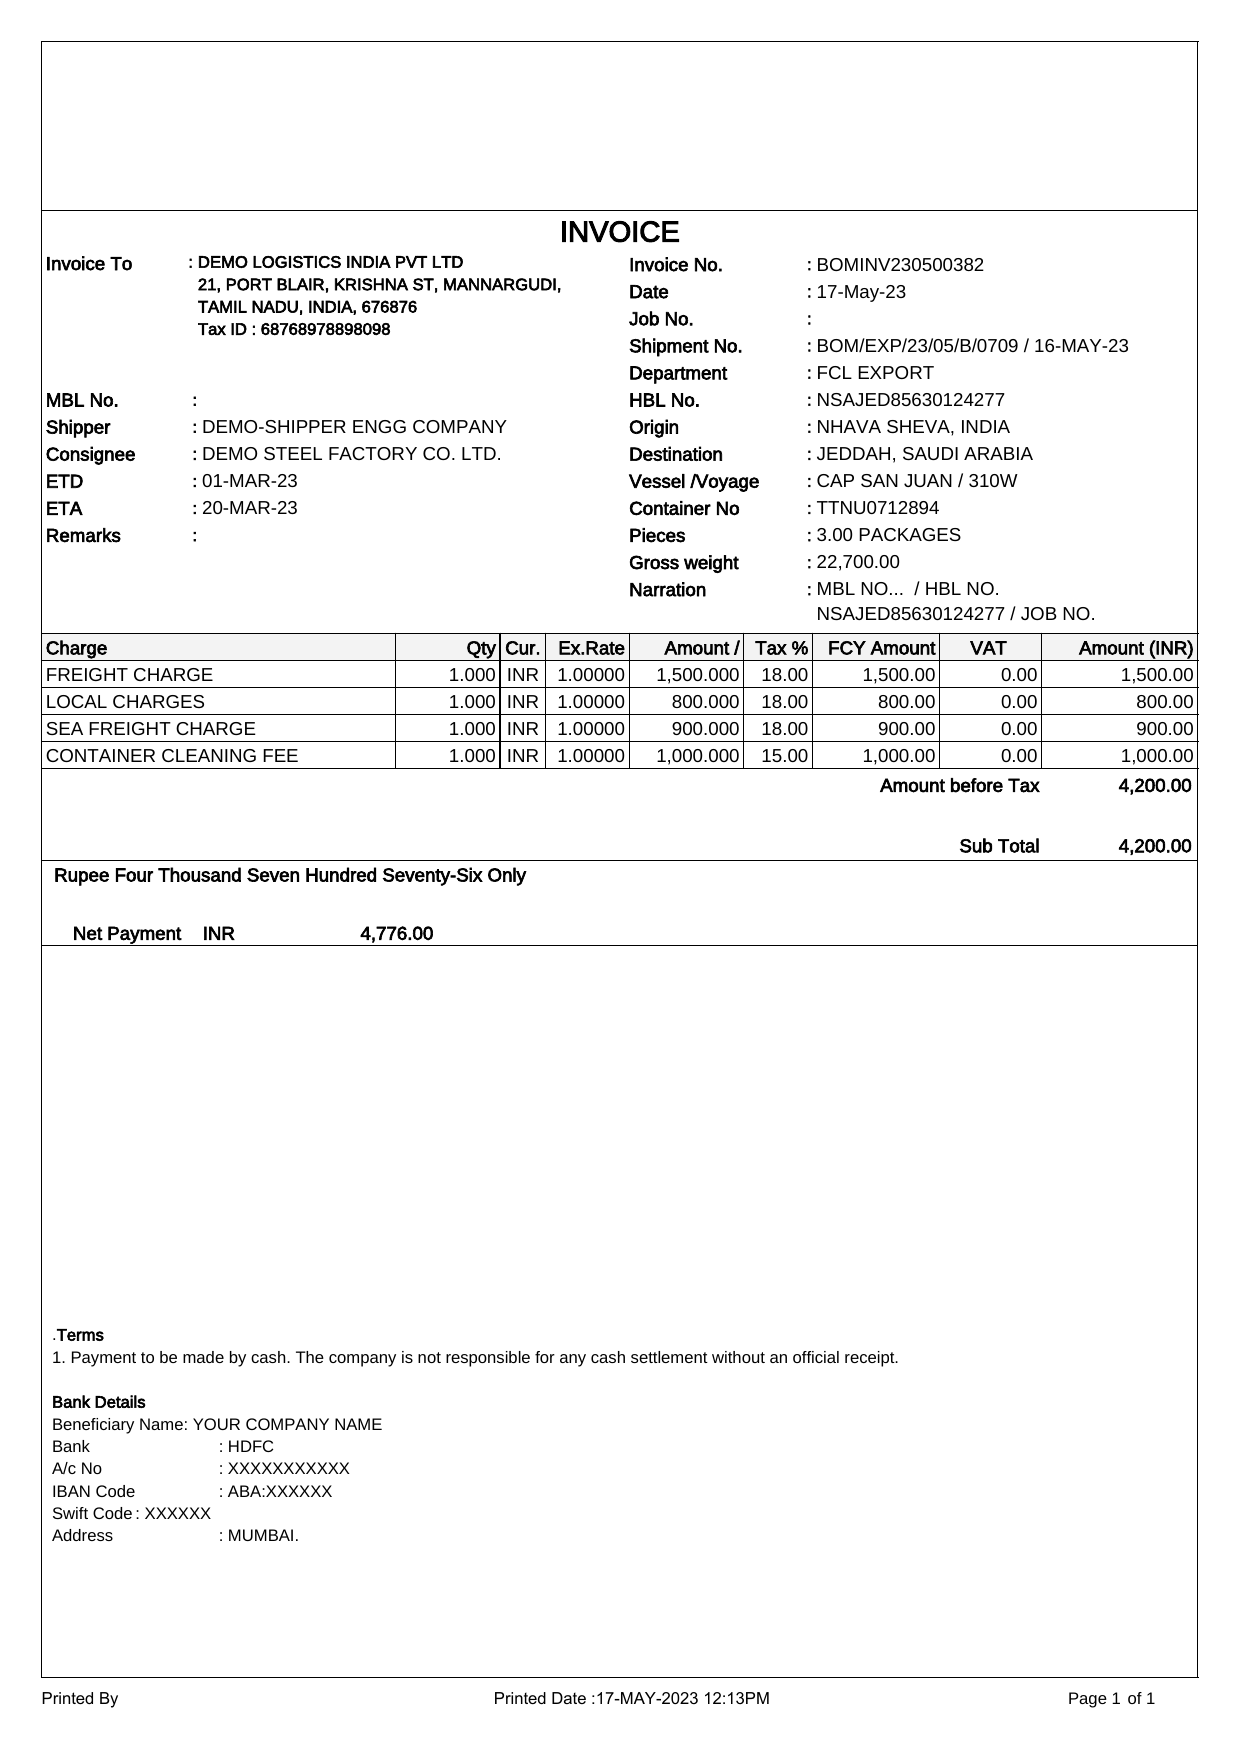 INVOICE
Invoice To : DEMO LOGISTICS INDIA PVT LTD
21, PORT BLAIR, KRISHNA ST, MANNARGUDI,
TAMIL NADU, INDIA, 676876
Tax ID : 68768978898098
Invoice No. : BOMINV230500382
Date : 17-May-23
Job No. :
Shipment No. : BOM/EXP/23/05/B/0709 / 16-MAY-23
Department : FCL EXPORT
MBL No. : HBL No. : NSAJED85630124277
Shipper : DEMO-SHIPPER ENGG COMPANY Origin : NHAVA SHEVA, INDIA
Consignee : DEMO STEEL FACTORY CO. LTD. Destination : JEDDAH, SAUDI ARABIA
ETD : 01-MAR-23 Vessel /Voyage : CAP SAN JUAN / 310W
ETA : 20-MAR-23 Container No : TTNU0712894
Remarks : Pieces : 3.00 PACKAGES
Gross weight : 22,700.00
Narration : MBL NO... / HBL NO.
NSAJED85630124277 / JOB NO.
Charge Qty Cur. Ex.Rate Amount / Tax % FCY Amount VAT Amount (INR)
FREIGHT CHARGE 1.000 INR 1.00000 1,500.000 18.00 1,500.00 0.00 1,500.00
LOCAL CHARGES 1.000 INR 1.00000 800.000 18.00 800.00 0.00 800.00
SEA FREIGHT CHARGE 1.000 INR 1.00000 900.000 18.00 900.00 0.00 900.00
CONTAINER CLEANING FEE 1.000 INR 1.00000 1,000.000 15.00 1,000.00 0.00 1,000.00
Amount before Tax 4,200.00
Sub Total 4,200.00
Rupee Four Thousand Seven Hundred Seventy-Six Only
Net Payment INR 4,776.00
.Terms
1. Payment to be made by cash. The company is not responsible for any cash settlement without an official receipt.
Bank Details
Beneficiary Name: YOUR COMPANY NAME
Bank : HDFC
A/c No : XXXXXXXXXXX
IBAN Code : ABA:XXXXXX
Swift Code : XXXXXX
Address : MUMBAI.
Printed By Printed Date :17-MAY-2023 12:13PM Page 1 of 1